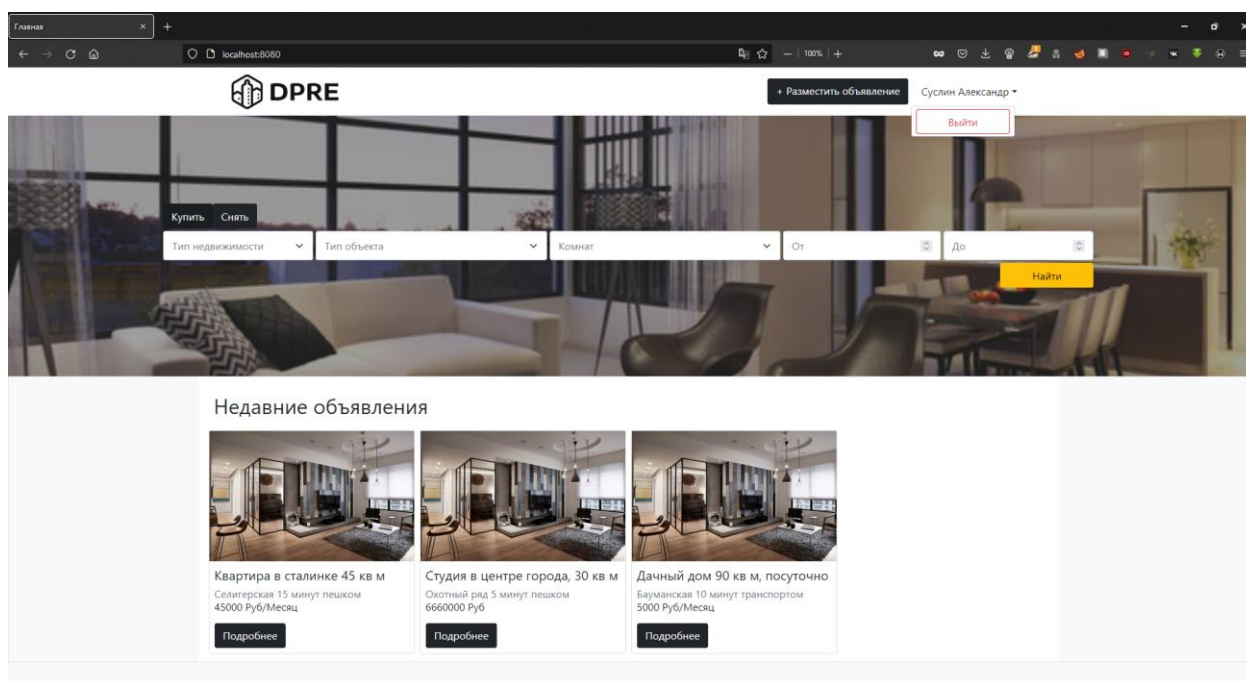 Главная
localhost:8080
100%
DPRE
+ Разместить объявление
Суслин Александр
Выйти
Купить Снять
Тип недвижимости
Тип объекта
Комнат
От
До
Найти
Недавние объявления
Квартира в сталинке 45 кв м
Селигерская 15 минут пешком
45000 Руб/Месяц
Подробнее
Студия в центре города, 30 кв м
Охотный ряд 5 минут пешком
6660000 Руб
Подробнее
Дачный дом 90 кв м, посуточно
Бауманская 10 минут транспортом
5000 Руб/Месяц
Подробнее